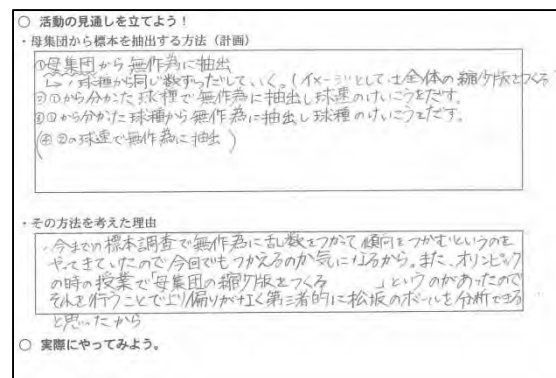 ○ 活動の見通しを立てよう！
・母集団から標本を抽出する方法（計画）
①母集団から無作為に抽出
↳・球種から同じ数ずつだしていく。(イメージとしては全体の縮小版をつくる
②①から分かった球種で無作為に抽出し球速のけいこうをだす。
③①から分かった球種から無作為に抽出し球種のけいこうをだす。
(④②の球速で無作為に抽出 )
・その方法を考えた理由
・今までの標本調査で無作為に乱数をつかって傾向をつかむというのを
やってきていたので今回でもつかえるのか気になるから。また、オリンピック
の時の授業で「母集団の縮小版をつくる 」というのがあったので
それを行うことでより偏りがなく第三者的に松坂のボールを分析できる
と思ったから
○ 実際にやってみよう。